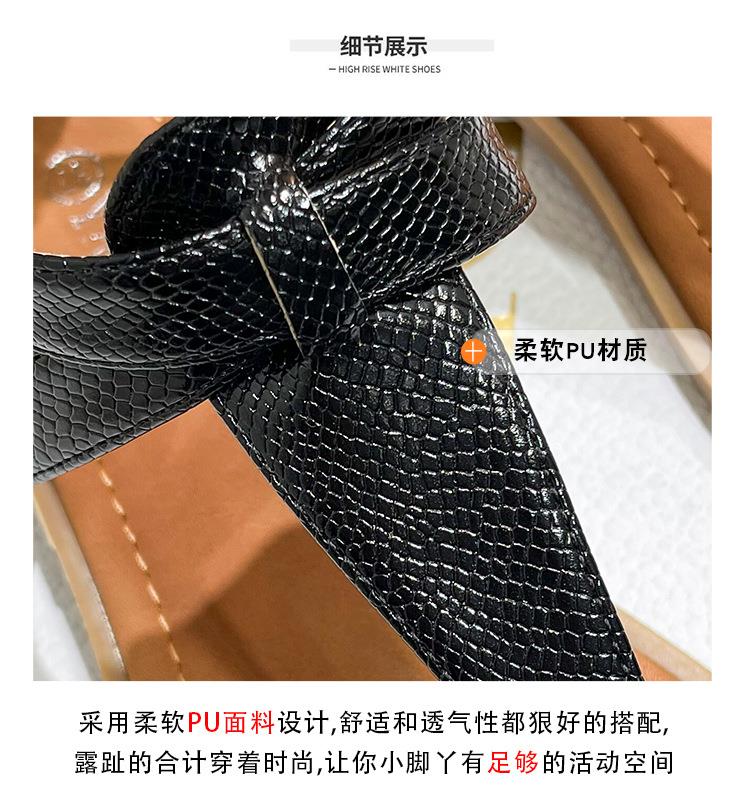 细节展示
HIGH RISE WHITE SHOES
柔软PU材质
采用柔软PU面料设计,舒适和透气性都狠好的搭配,
露趾的合计穿着时尚,让你小脚丫有足够的活动空间